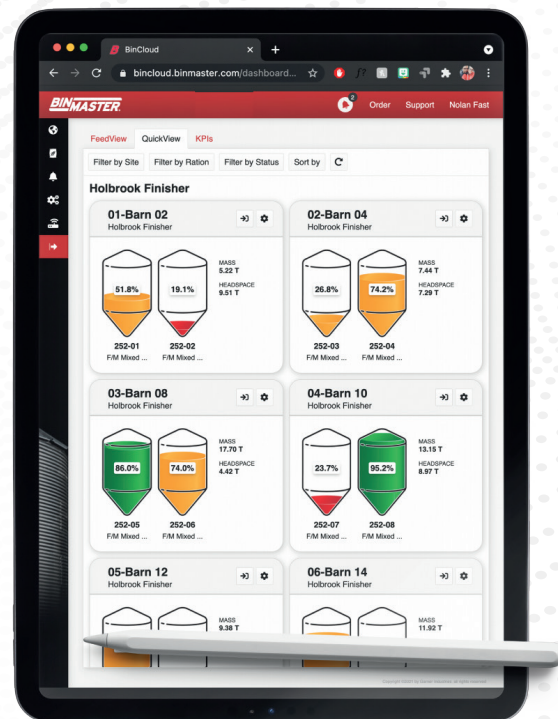 BinCloud
bincloud.binmaster.com/dashboard...
BINMASTER.
2
Order
Support
Nolan Fast
FeedView
QuickView
KPIs
Filter by Site
Filter by Ration
Filter by Status
Sort by
Holbrook Finisher
01-Barn 02
Holbrook Finisher
51.8%
19.1%
MASS
5.22 T
HEADSPACE
9.51 T
252-01
252-02
F/M Mixed ...
F/M Mixed ...
02-Barn 04
Holbrook Finisher
26.8%
74.2%
MASS
7.44 T
HEADSPACE
7.29 T
252-03
252-04
F/M Mixed ...
F/M Mixed ...
03-Barn 08
Holbrook Finisher
86.0%
74.0%
MASS
17.70 T
HEADSPACE
4.42 T
252-05
252-06
F/M Mixed ...
F/M Mixed ...
04-Barn 10
Holbrook Finisher
23.7%
95.2%
MASS
13.15 T
HEADSPACE
8.97 T
252-07
252-08
F/M Mixed ...
F/M Mixed ...
05-Barn 12
Holbrook Finisher
MASS
9.38 T
06-Barn 14
Holbrook Finisher
MASS
11.92 T